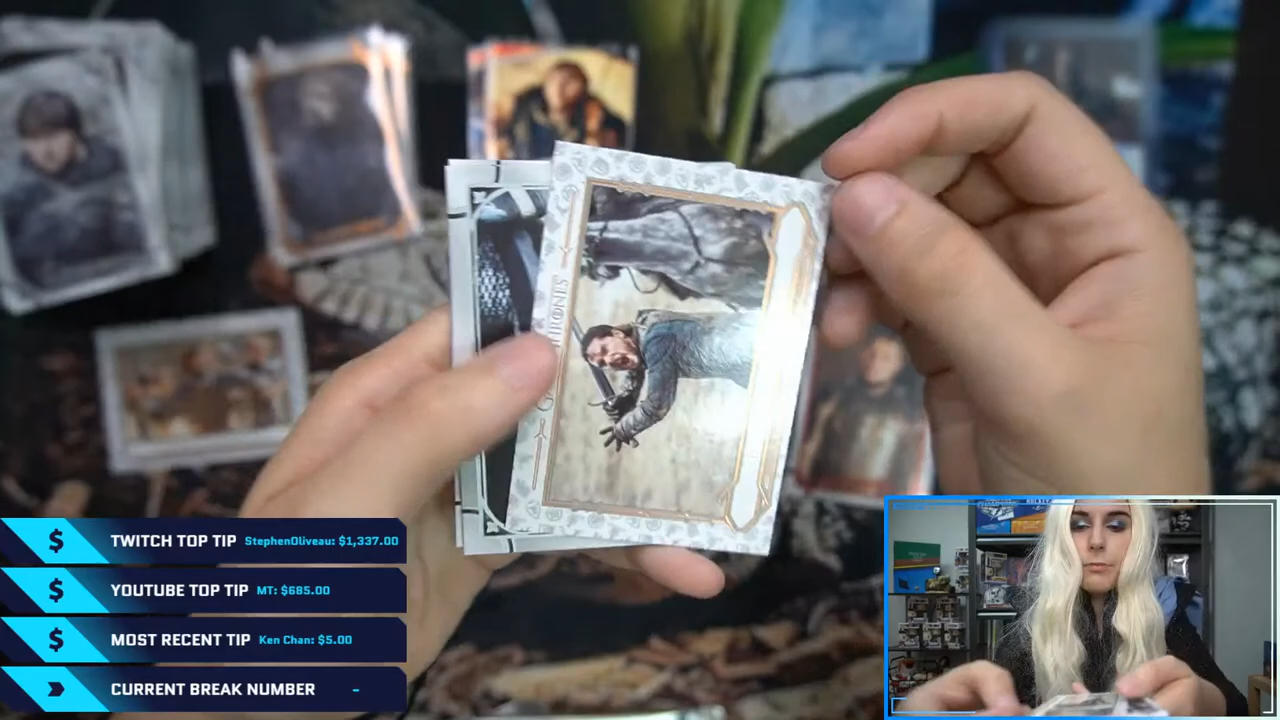 TWITCH TOP TIP StephenOliveau: $1,337.00
YOUTUBE TOP TIP MT: $685.00
MOST RECENT TIP Ken Chan: $5.00
CURRENT BREAK NUMBER -